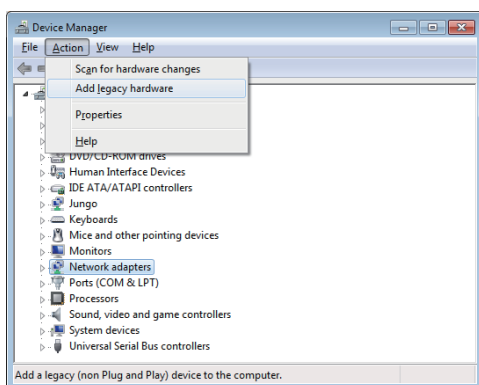 Device Manager
File Action View Help
Scan for hardware changes
Add legacy hardware
Properties
Help
DVD/CD-ROM drives
Human Interface Devices
IDE ATA/ATAPI controllers
Jungo
Keyboards
Mice and other pointing devices
Monitors
Network adapters
Ports (COM & LPT)
Processors
Sound, video and game controllers
System devices
Universal Serial Bus controllers
Add a legacy (non Plug and Play) device to the computer.